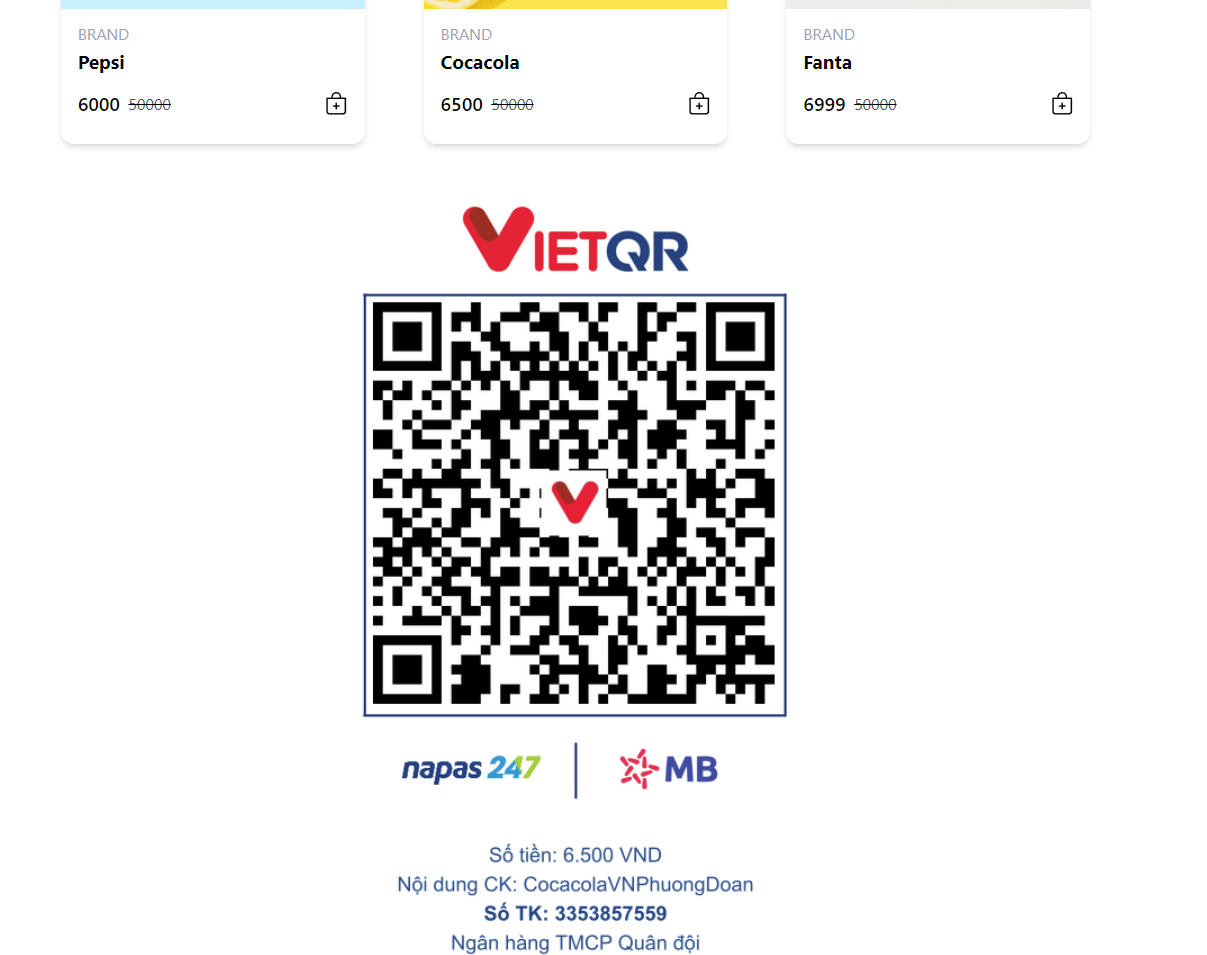 BRAND
Pepsi
6000 50000
BRAND
Cocacola
6500 50000
BRAND
Fanta
6999 50000
VIETQR
napas 247
MB
Số tiền: 6.500 VND
Nội dung CK: CocacolaVNPhuongDoan
Số TK: 3353857559
Ngân hàng TMCP Quân đội